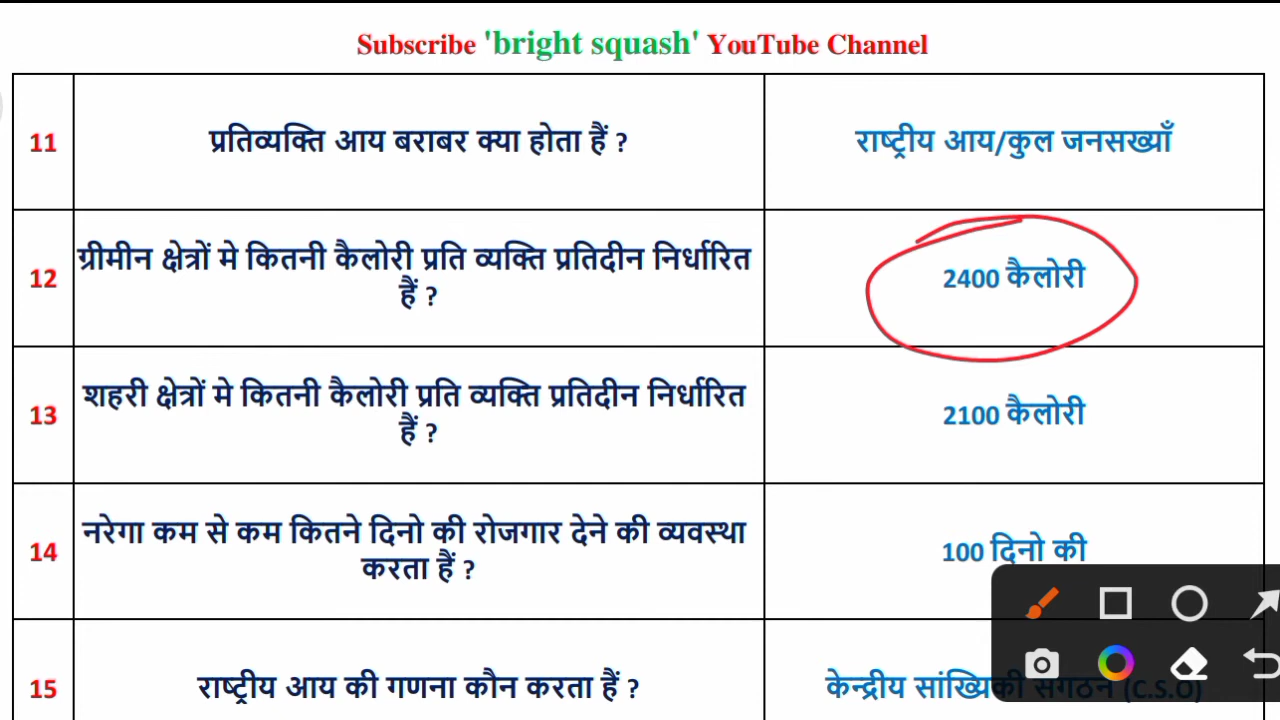 Subscribe 'bright squash' YouTube Channel
11 प्रतिव्यक्ति आय बराबर क्या होता हैं ? राष्ट्रीय आय/कुल जनसख्याँ
12 ग्रीमीन क्षेत्रों मे कितनी कैलोरी प्रति व्यक्ति प्रतिदीन निर्धारित
हैं ? 2400 कैलोरी
13 शहरी क्षेत्रों मे कितनी कैलोरी प्रति व्यक्ति प्रतिदीन निर्धारित
हैं ? 2100 कैलोरी
14 नरेगा कम से कम कितने दिनो की रोजगार देने की व्यवस्था
करता हैं ? 100 दिनो की
15 राष्ट्रीय आय की गणना कौन करता हैं ? केन्द्रीय सांख्यिकी संगठन (C.S.O)